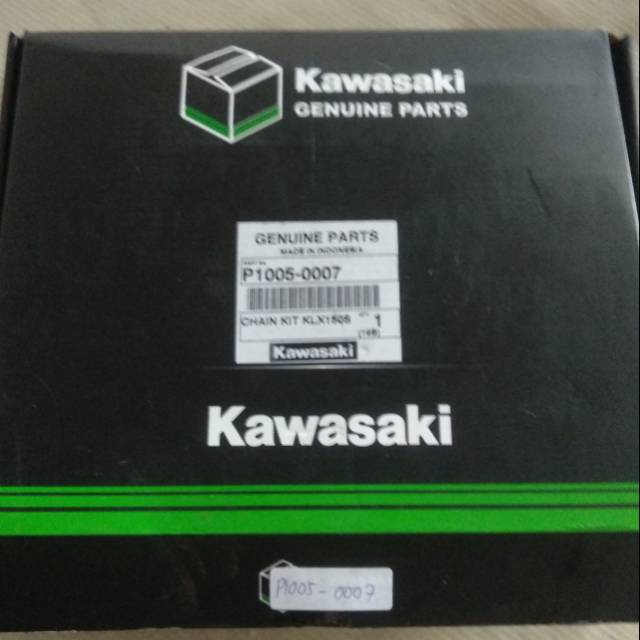 Kawasaki
GENUINE PARTS
GENUINE PARTS
MADE IN INDONESIA
P1005-0007
CHAIN KIT KLX150S 1
Kawasaki
Kawasaki
P1005-0007